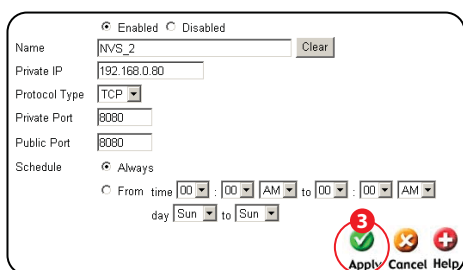 Enabled Disabled
Name NVS_2 Clear
Private IP 192.168.0.80
Protocol Type TCP
Private Port 8080
Public Port 8080
Schedule Always
From time 00 : 00 AM to 00 : 00 AM
day Sun to Sun
3
Apply Cancel Help